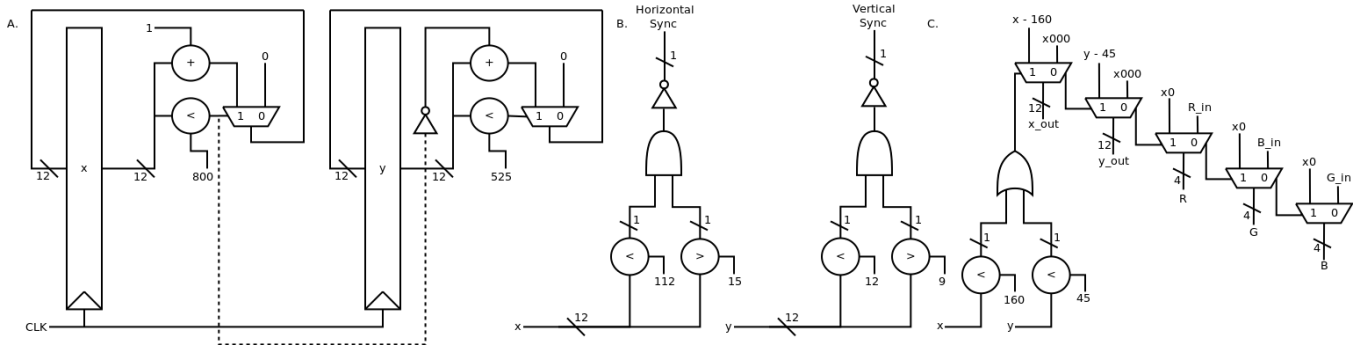 A.
1
+
0
<
1 0
x
12
12
800
CLK
+
0
<
1 0
y
12
12
525
B.
Horizontal
Sync
1
1
1
<
>
112
15
x
12
Vertical
Sync
1
1
1
<
>
12
9
y
12
C.
x - 160
x000
1 0
12
x_out
y - 45
x000
1 0
12
y_out
x0
R_in
1 0
4
R
x0
B_in
1 0
4
G
x0
G_in
1 0
4
B
1
1
<
<
160
45
x
y